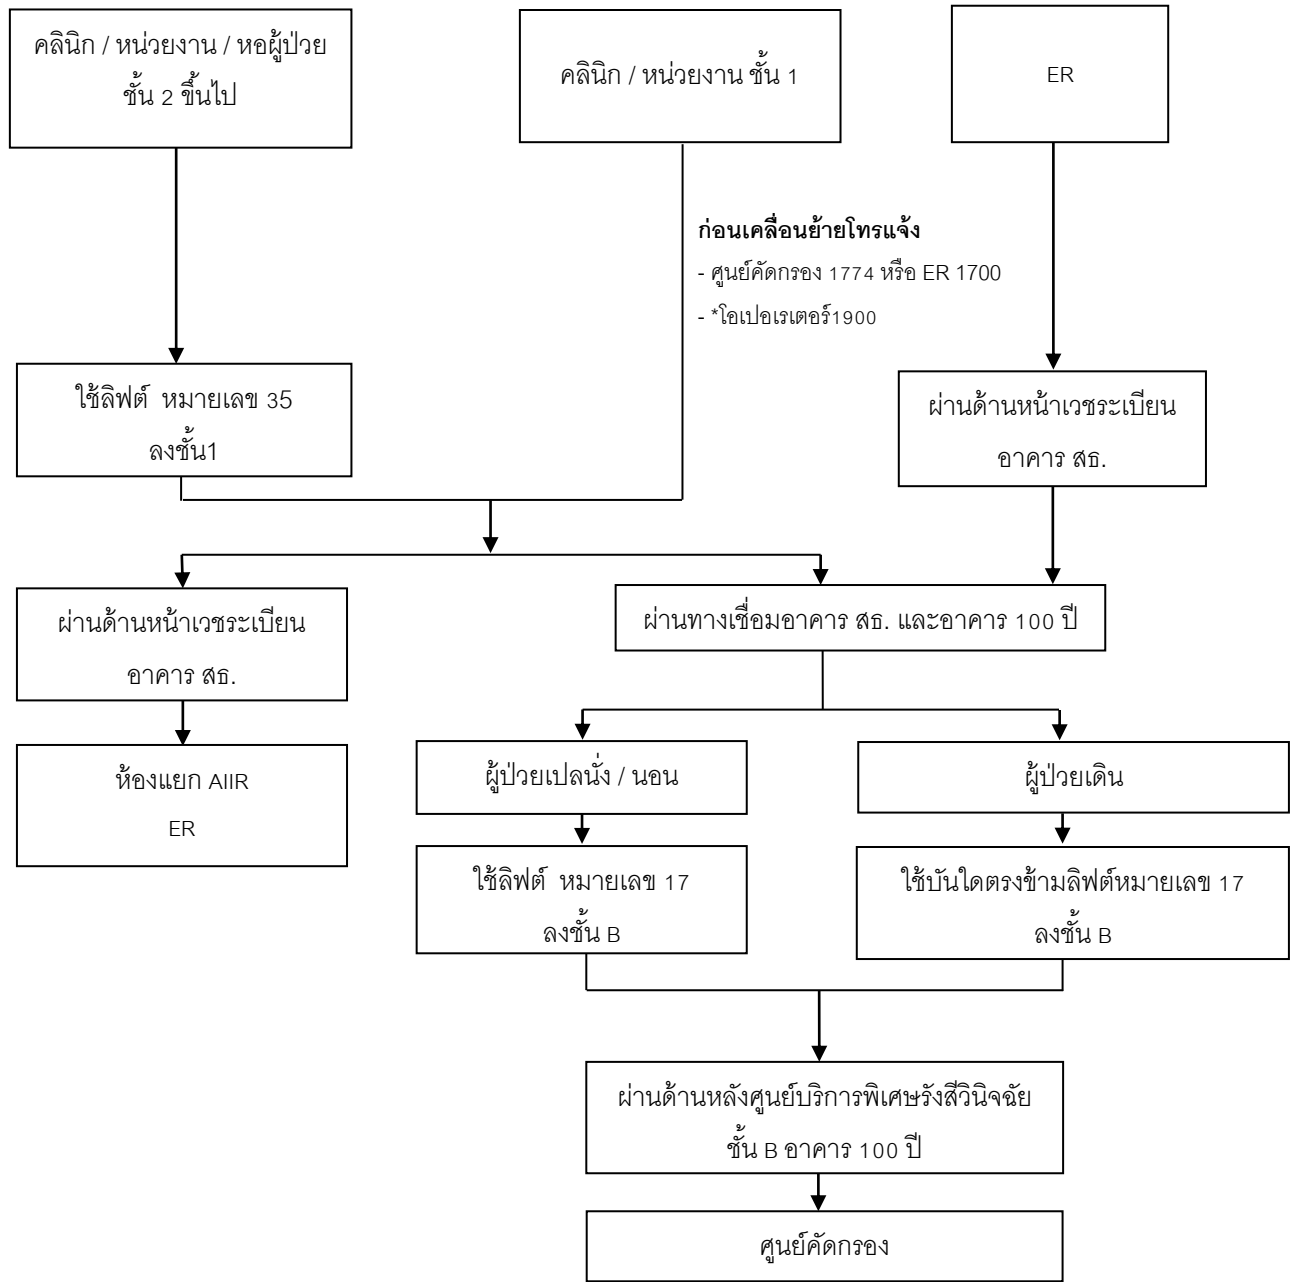 คลินิก / หน่วยงาน / หอผู้ป่วย
ชั้น 2 ขึ้นไป
คลินิก / หน่วยงาน ชั้น 1
ER
ก่อนเคลื่อนย้ายโทรแจ้ง
- ศูนย์คัดกรอง 1774 หรือ ER 1700
- *โอเปอเรเตอร์1900
ใช้ลิฟต์ หมายเลข 35
ลงชั้น1
ผ่านด้านหน้าเวชระเบียน
อาคาร สธ.
ผ่านด้านหน้าเวชระเบียน
อาคาร สธ.
ผ่านทางเชื่อมอาคาร สธ. และอาคาร 100 ปี
ห้องแยก AIIR
ER
ผู้ป่วยเปลนั่ง / นอน
ผู้ป่วยเดิน
ใช้ลิฟต์ หมายเลข 17
ลงชั้น B
ใช้บันใดตรงข้ามลิฟต์หมายเลข 17
ลงชั้น B
ผ่านด้านหลังศูนย์บริการพิเศษรังสีวินิจฉัย
ชั้น B อาคาร 100 ปี
ศูนย์คัดกรอง